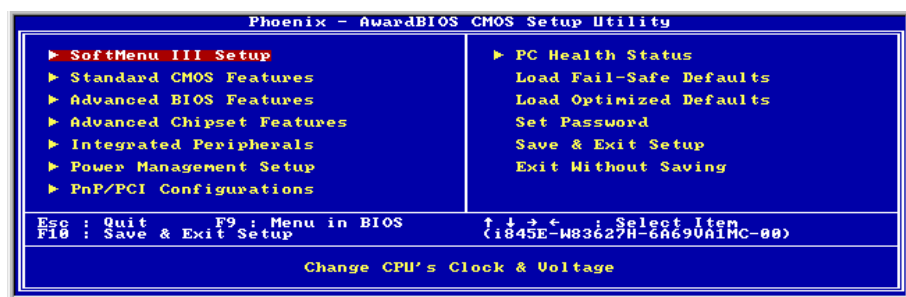 Phoenix - AwardBIOS CMOS Setup Utility
► SoftMenu III Setup
► Standard CMOS Features
► Advanced BIOS Features
► Advanced Chipset Features
► Integrated Peripherals
► Power Management Setup
► PnP/PCI Configurations
► PC Health Status
Load Fail-Safe Defaults
Load Optimized Defaults
Set Password
Save & Exit Setup
Exit Without Saving
Esc : Quit F9 : Menu in BIOS
F10 : Save & Exit Setup
↑ ↓ → ← : Select Item
(i845E-W83627H-6A69VA1MC-00)
Change CPU's Clock & Voltage